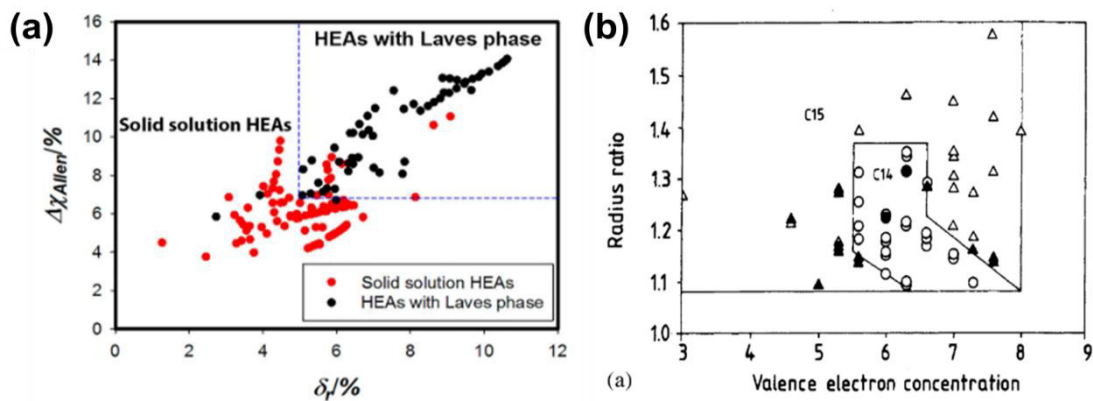 (a)
16
14
12
10
8
6
4
2
0
Δχ_Allen/%
HEAs with Laves phase
Solid solution HEAs
Solid solution HEAs
HEAs with Laves phase
0 2 4 6 8 10 12
δ_r/%
(b)
1.6
1.5
1.4
1.3
1.2
1.1
1.0
Radius ratio
C15
C14
3 4 5 6 7 8 9
(a) Valence electron concentration